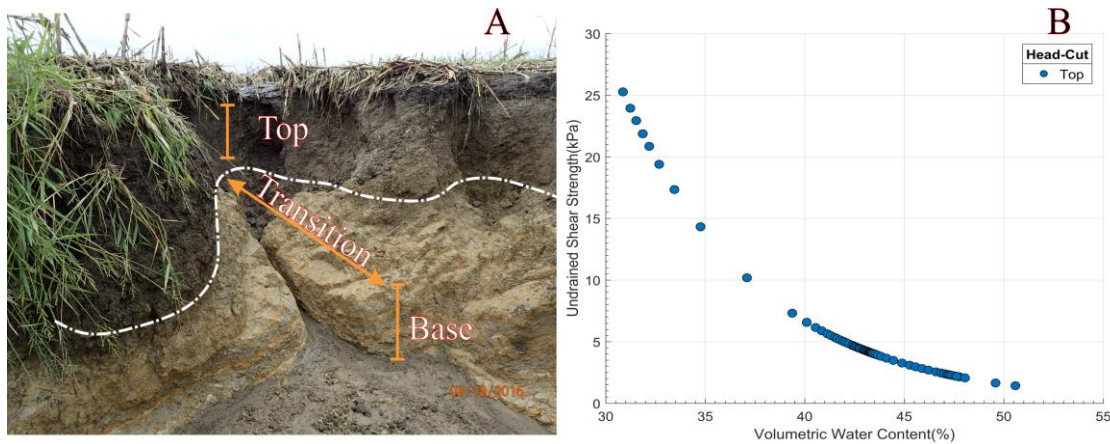 A
Top
Transition
Base
06/16/2016
B
Undrained Shear Strength(kPa)
30
25
20
15
10
5
0
Head-Cut
Top
30 35 40 45 50 55
Volumetric Water Content(%)